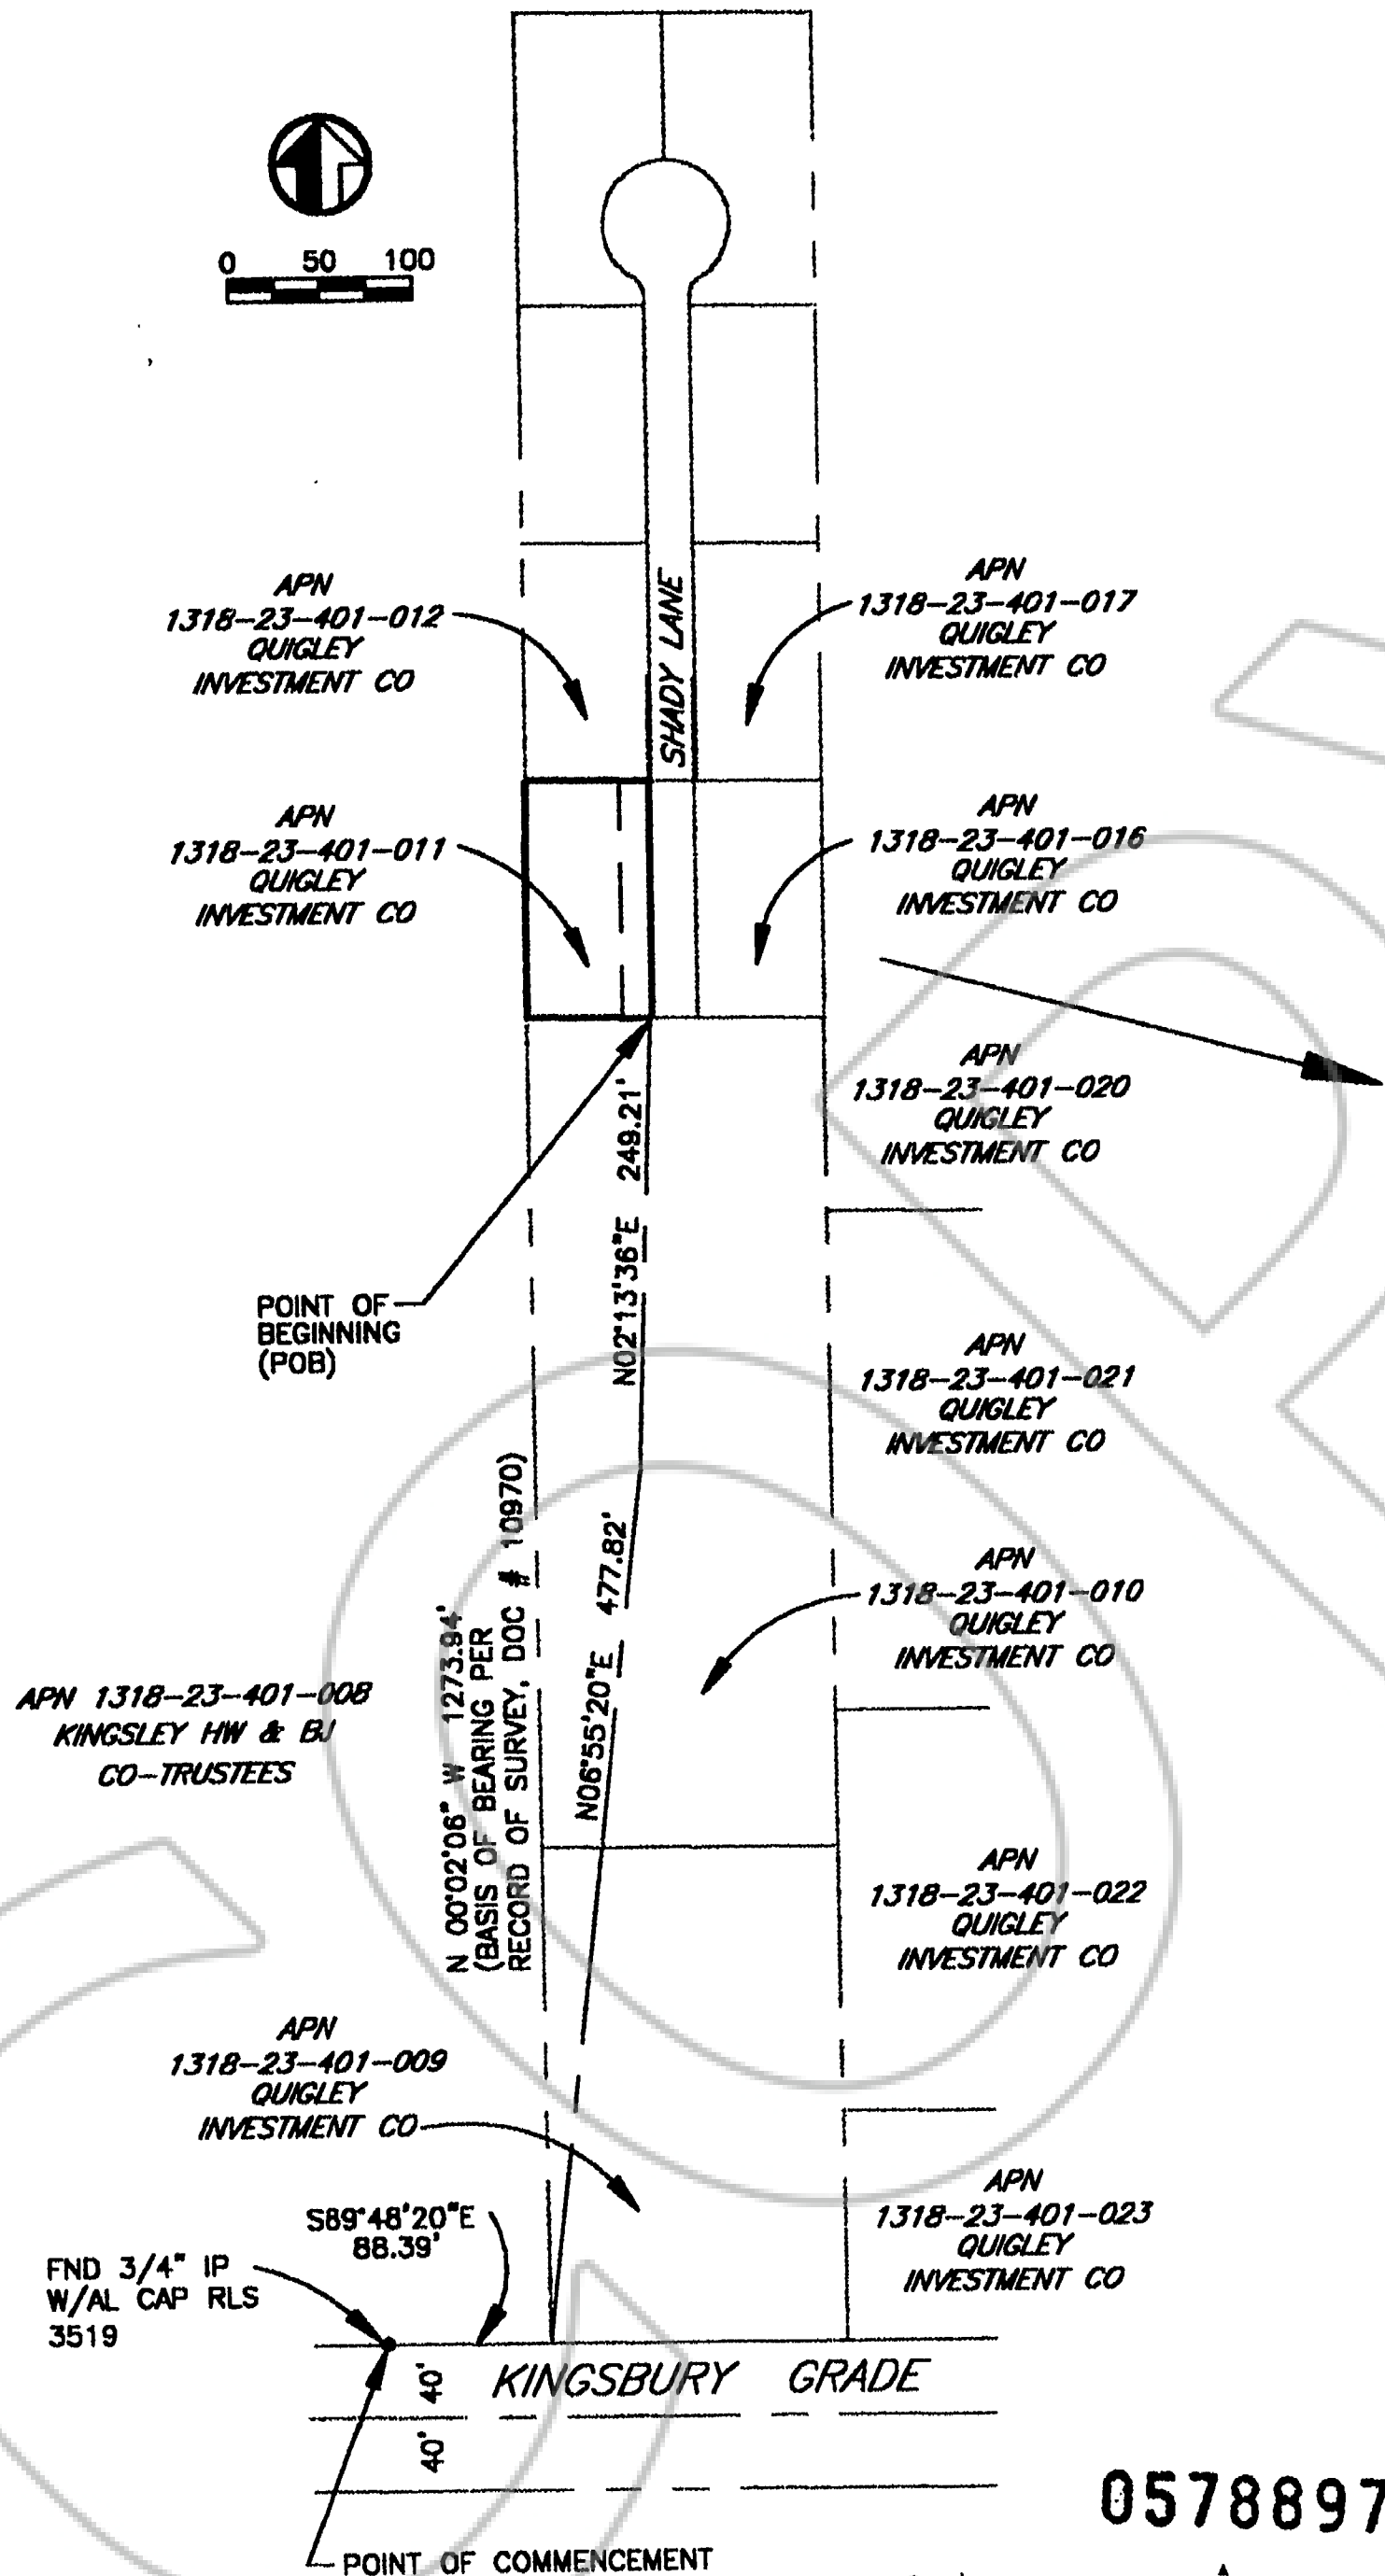 0 50 100
APN
1318-23-401-012
QUIGLEY
INVESTMENT CO
APN
1318-23-401-017
QUIGLEY
INVESTMENT CO
SHADY LANE
APN
1318-23-401-011
QUIGLEY
INVESTMENT CO
APN
1318-23-401-016
QUIGLEY
INVESTMENT CO
APN
1318-23-401-020
QUIGLEY
INVESTMENT CO
N02°13'36"E 249.21'
POINT OF
BEGINNING
(POB)
APN
1318-23-401-021
QUIGLEY
INVESTMENT CO
N 00°02'06" W 1273.94'
(BASIS OF BEARING PER
RECORD OF SURVEY, DOC # 10970)
N06°55'20"E 477.82'
APN
1318-23-401-010
QUIGLEY
INVESTMENT CO
APN 1318-23-401-008
KINGSLEY HW & BJ
CO-TRUSTEES
APN
1318-23-401-022
QUIGLEY
INVESTMENT CO
APN
1318-23-401-009
QUIGLEY
INVESTMENT CO
APN
1318-23-401-023
QUIGLEY
INVESTMENT CO
S89°48'20"E
88.39'
FND 3/4" IP
W/AL CAP RLS
3519
40'
KINGSBURY GRADE
40'
0578897
POINT OF COMMENCEMENT